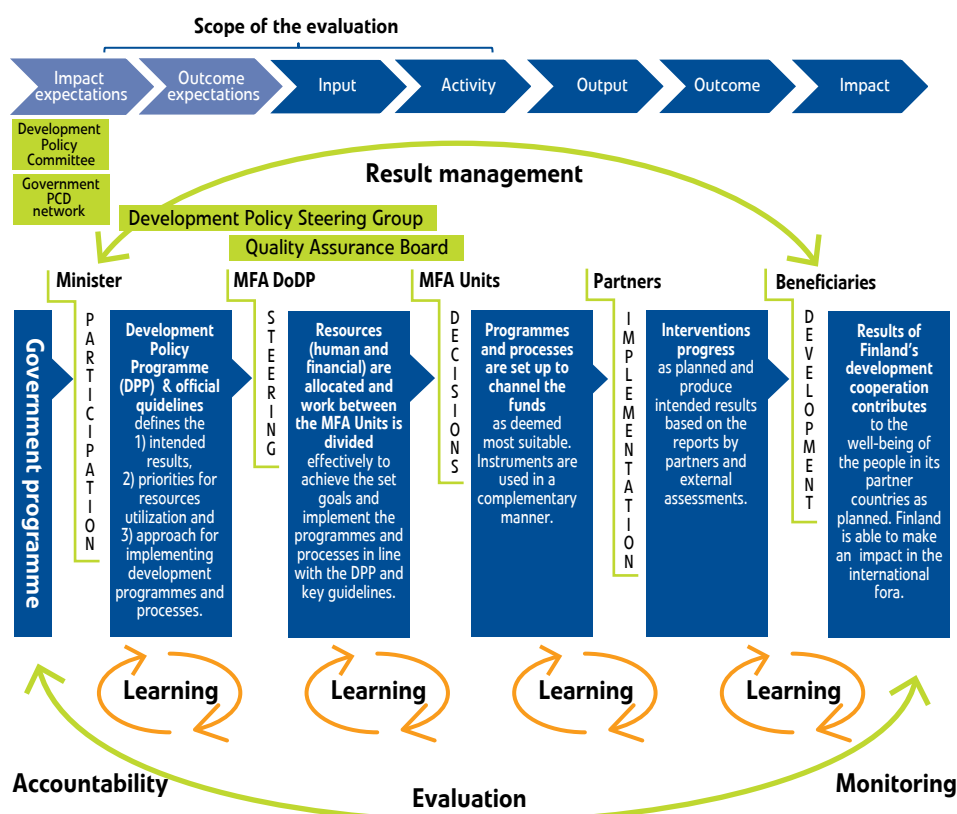 Scope of the evaluation
Impact
expectations
Outcome
expectations
Input
Activity
Output
Outcome
Impact
Development
Policy
Committee
Government
PCD
network
Result management
Development Policy Steering Group
Quality Assurance Board
Minister
MFA DoDP
MFA Units
Partners
Beneficiaries
Government programme
PARTICIPATION
Development
Policy
Programme
(DPP) & official
quidelines
defines the
1) intended
results,
2) priorities for
resources
utilization and
3) approach for
implementing
development
programmes and
processes.
STEERING
Resources
(human and
financial) are
allocated and
work between
the MFA Units is
divided
effectively to
achieve the set
goals and
implement the
programmes and
processes in line
with the DPP and
key guidelines.
DECISIONS
Programmes
and processes
are set up to
channel the
funds
as deemed
most suitable.
Instruments are
used in a
complementary
manner.
IMPLEMENTATION
Interventions
progress
as planned and
produce
intended results
based on the
reports by
partners and
external
assessments.
DEVELOPMENT
Results of
Finland's
development
cooperation
contributes
to the
well-being of
the people in its
partner
countries as
planned. Finland
is able to make
an impact in the
international
fora.
Learning
Learning
Learning
Learning
Accountability
Evaluation
Monitoring